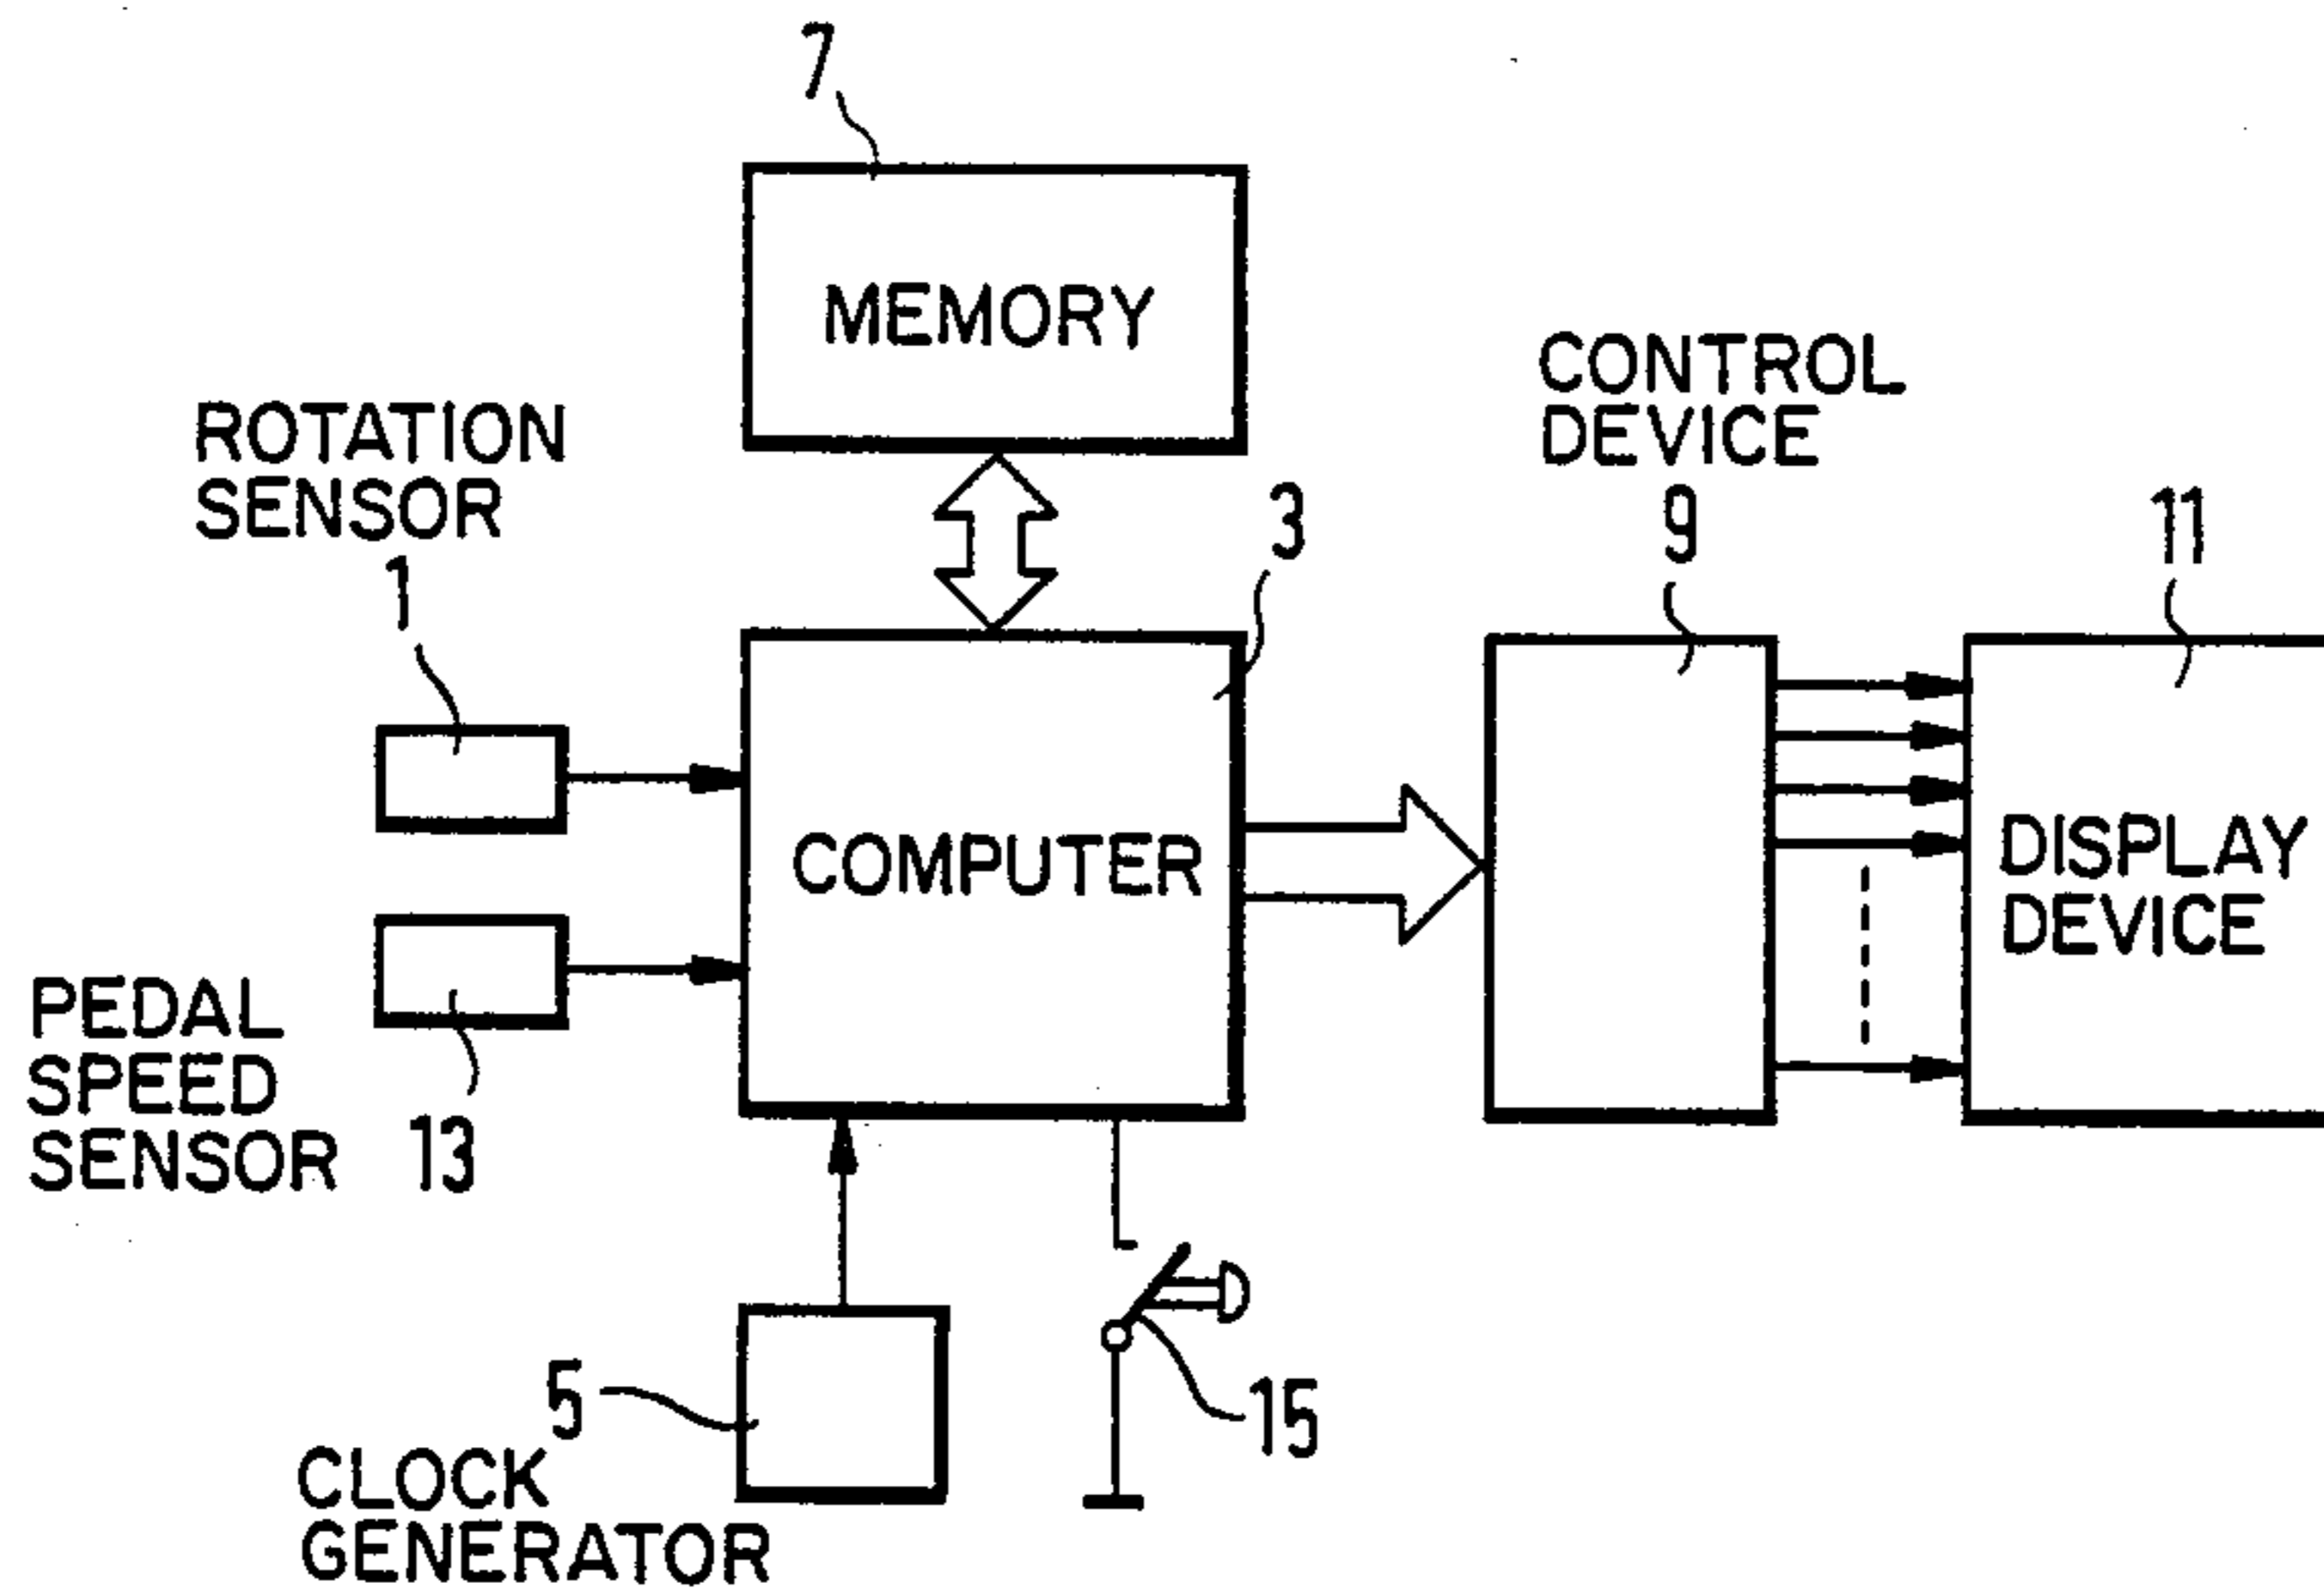 7
MEMORY
ROTATION
SENSOR
1
3
CONTROL
DEVICE
9
11
COMPUTER
DISPLAY
DEVICE
PEDAL
SPEED
SENSOR
13
5
CLOCK
GENERATOR
15